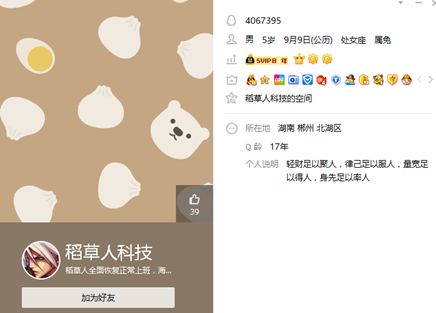 4067395
男 5岁 9月9日(公历) 处女座 属兔
SVIP8 年
稻草人科技的空间
所在地 湖南 郴州 北湖区
Q 龄 17年
个人说明 轻财足以聚人，律己足以服人，量宽足
以得人，身先足以率人
39
稻草人科技
稻草人全面恢复正常上班，海...
加为好友